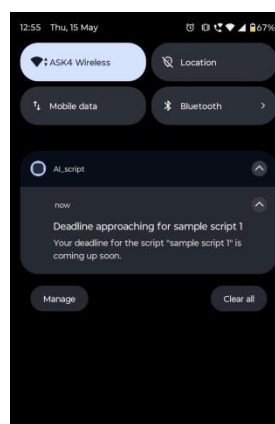 12:55 Thu, 15 May 67%
ASK4 Wireless
Location
Mobile data
Bluetooth
AI_script
now
Deadline approaching for sample script 1
Your deadline for the script "sample script 1" is
coming up soon.
Manage
Clear all